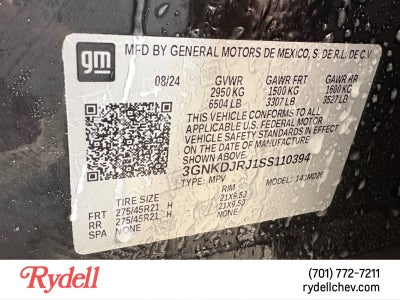 gm
MFD BY GENERAL MOTORS DE MEXICO, S. DE R.L. DE C.V.
08/24 GVWR GAWR FRT GAWR RR
2950 KG 1500 KG 1600 KG
6504 LB 3307 LB 3527 LB
THIS VEHICLE CONFORMS TO ALL
APPLICABLE U.S. FEDERAL MOTOR
VEHICLE SAFETY STANDARDS IN EFFECT
ON THE DATE OF MANUFACTURE SHOWN ABOVE.
3GNKDJRJ1SS110394
TYPE: MPV MODEL:
TIRE SIZE RIM
FRT 275/45R21 H 21X9.5J
RR 275/45R21 H 21X9.5J
SPA NONE NONE
Rydell
(701) 772-7211
rydellchev.com